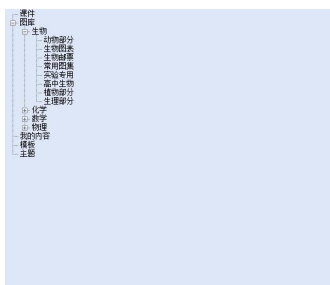 课件
图库
生物
动物部分
生物图表
生物邮票
常用图集
实验专用
高中生物
植物部分
生理部分
化学
数学
物理
我的内容
模板
主题